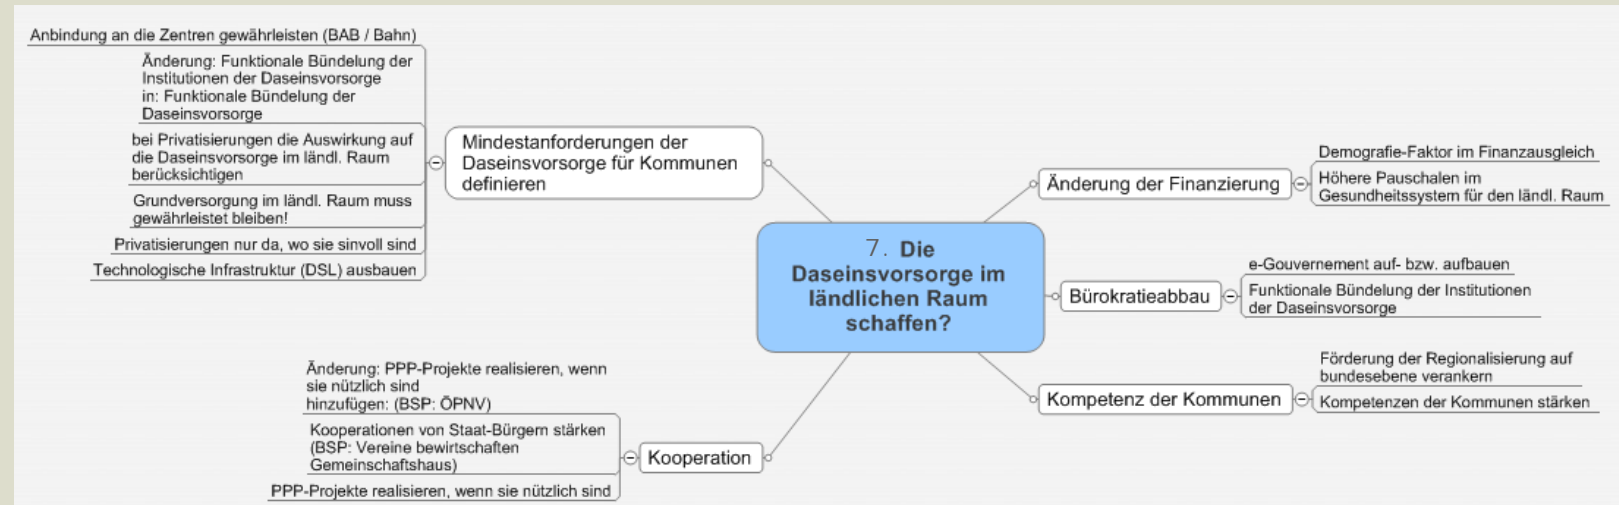 Anbindung an die Zentren gewährleisten (BAB / Bahn)
Änderung: Funktionale Bündelung der
Institutionen der Daseinsvorsorge
in: Funktionale Bündelung der
Daseinsvorsorge
bei Privatisierungen die Auswirkung auf
die Daseinsvorsorge im ländl. Raum
berücksichtigen
Grundversorgung im ländl. Raum muss
gewährleistet bleiben!
Privatisierungen nur da, wo sie sinvoll sind
Technologische Infrastruktur (DSL) ausbauen
Mindestanforderungen der
Daseinsvorsorge für Kommunen
definieren
7. Die
Daseinsvorsorge im
ländlichen Raum
schaffen?
Änderung der Finanzierung
Demografie-Faktor im Finanzausgleich
Höhere Pauschalen im
Gesundheitssystem für den ländl. Raum
Bürokratieabbau
e-Gouvernement auf- bzw. aufbauen
Funktionale Bündelung der Institutionen
der Daseinsvorsorge
Kompetenz der Kommunen
Förderung der Regionalisierung auf
bundesebene verankern
Kompetenzen der Kommunen stärken
Änderung: PPP-Projekte realisieren, wenn
sie nützlich sind
hinzufügen: (BSP: ÖPNV)
Kooperationen von Staat-Bürgern stärken
(BSP: Vereine bewirtschaften
Gemeinschaftshaus)
PPP-Projekte realisieren, wenn sie nützlich sind
Kooperation